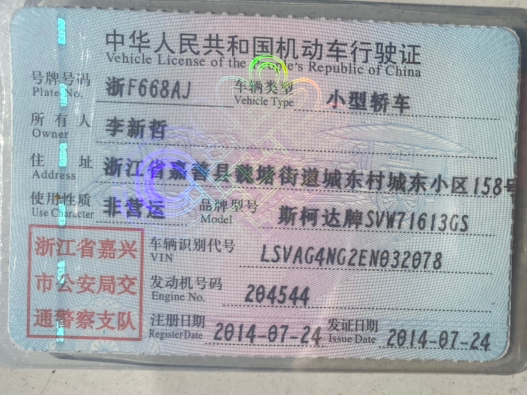 中华人民共和国机动车行驶证
Vehicle License of the People's Republic of China
号牌号码 浙F668AJ 车辆类型 小型轿车
Plate No. Vehicle Type
所有人 李新哲
Owner
住址 浙江省嘉善县魏塘街道城东村城东小区158号
Address
使用性质 非营运 品牌型号 斯柯达牌SVW71613GS
Use Character Model
浙江省嘉兴 车辆识别代号 LSVAG4NG2EN032078
VIN
市公安局交 发动机号码 204544
Engine No.
通警察支队 注册日期 2014-07-24 发证日期 2014-07-24
Register Date Issue Date